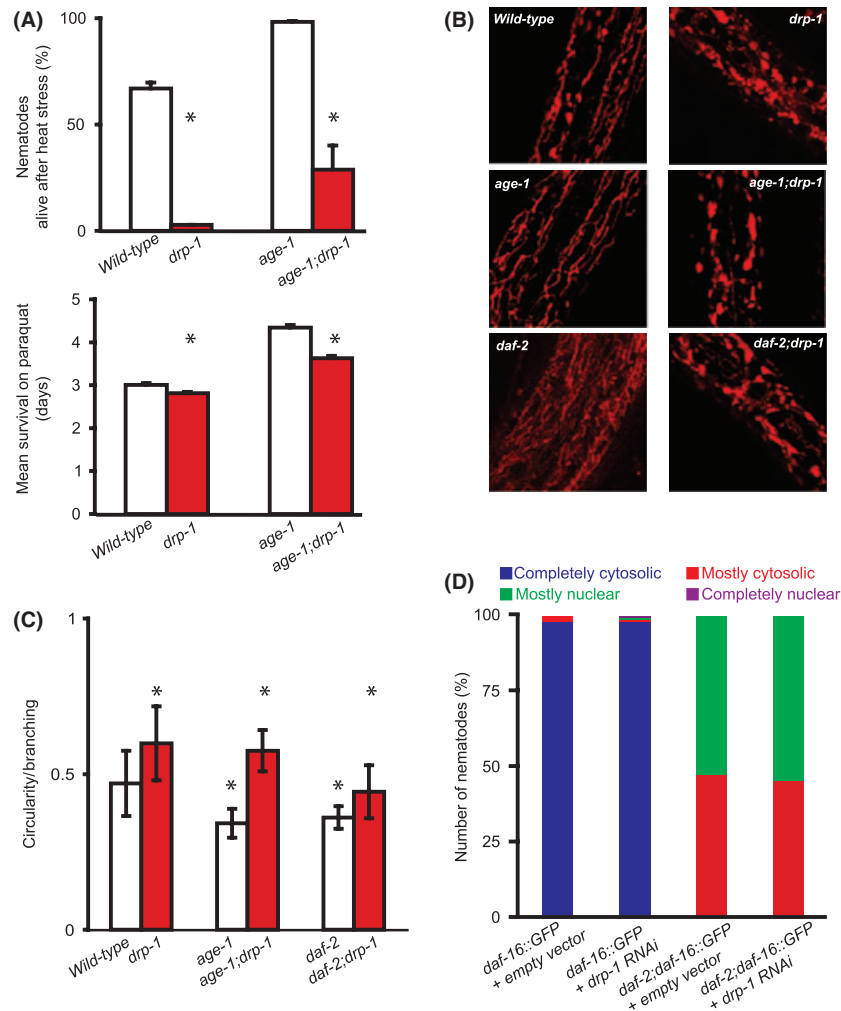 (A)
100
50
0
Nematodes
alive after heat stress (%)
*
*
Wild-type
drp-1
age-1
age-1;drp-1
5
4
3
2
1
0
Mean survival on paraquat
(days)
*
*
Wild-type
drp-1
age-1
age-1;drp-1
(B)
Wild-type
drp-1
age-1
age-1;drp-1
daf-2
daf-2;drp-1
(C)
1
0.5
0
Circularity/branching
*
*
*
*
*
Wild-type
drp-1
age-1
age-1;drp-1
daf-2
daf-2;drp-1
(D)
Completely cytosolic
Mostly cytosolic
Mostly nuclear
Completely nuclear
100
75
50
25
0
Number of nematodes (%)
daf-16::GFP
+ empty vector
daf-16::GFP
+ drp-1 RNAi
daf-2;daf-16::GFP
+ empty vector
daf-2;daf-16::GFP
+ drp-1 RNAi